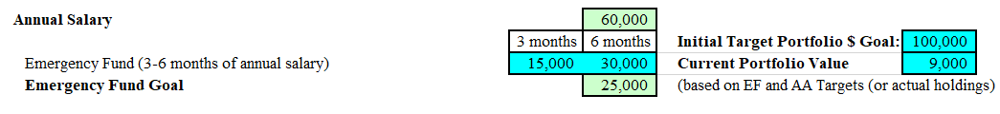 Annual Salary 60,000
3 months 6 months Initial Target Portfolio $ Goal: 100,000
Emergency Fund (3-6 months of annual salary) 15,000 30,000 Current Portfolio Value 9,000
Emergency Fund Goal 25,000 (based on EF and AA Targets (or actual holdings)